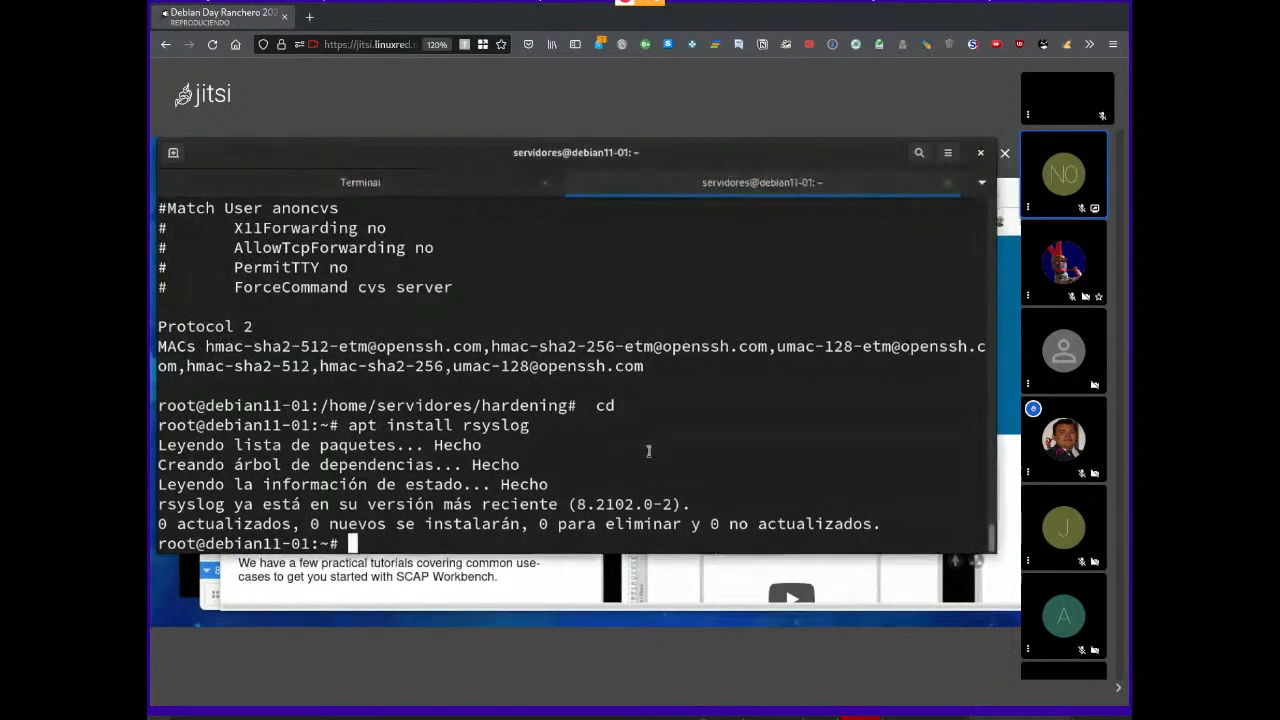 Debian Day Ranchero 202
REPRODUCIENDO
https://jitsi.linuxred.
120%
jitsi
servidores@debian11-01: ~
Terminal
servidores@debian11-01: ~
#Match User anoncvs
#       X11Forwarding no
#       AllowTcpForwarding no
#       PermitTTY no
#       ForceCommand cvs server
Protocol 2
MACs hmac-sha2-512-etm@openssh.com,hmac-sha2-256-etm@openssh.com,umac-128-etm@openssh.c
om,hmac-sha2-512,hmac-sha2-256,umac-128@openssh.com
root@debian11-01:/home/servidores/hardening#  cd
root@debian11-01:~# apt install rsyslog
Leyendo lista de paquetes... Hecho
Creando árbol de dependencias... Hecho
Leyendo la información de estado... Hecho
rsyslog ya está en su versión más reciente (8.2102.0-2).
0 actualizados, 0 nuevos se instalarán, 0 para eliminar y 0 no actualizados.
root@debian11-01:~#
We have a few practical tutorials covering common use-
cases to get you started with SCAP Workbench.
8
NO
J
A